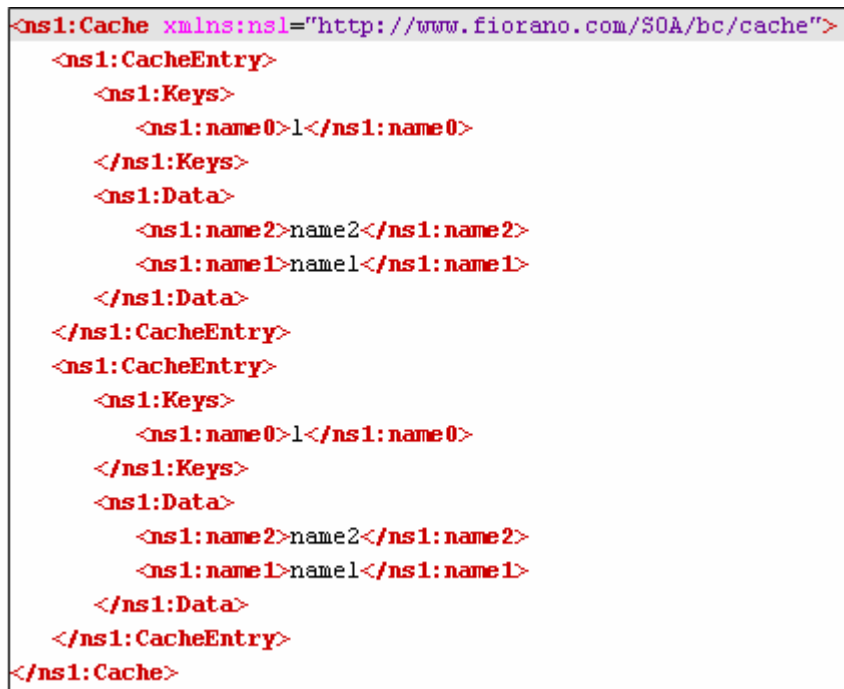 <ns1:Cache xmlns:ns1="http://www.fiorano.com/SOA/bc/cache">
<ns1:CacheEntry>
<ns1:Keys>
<ns1:name0>1</ns1:name0>
</ns1:Keys>
<ns1:Data>
<ns1:name2>name2</ns1:name2>
<ns1:name1>name1</ns1:name1>
</ns1:Data>
</ns1:CacheEntry>
<ns1:CacheEntry>
<ns1:Keys>
<ns1:name0>1</ns1:name0>
</ns1:Keys>
<ns1:Data>
<ns1:name2>name2</ns1:name2>
<ns1:name1>name1</ns1:name1>
</ns1:Data>
</ns1:CacheEntry>
</ns1:Cache>